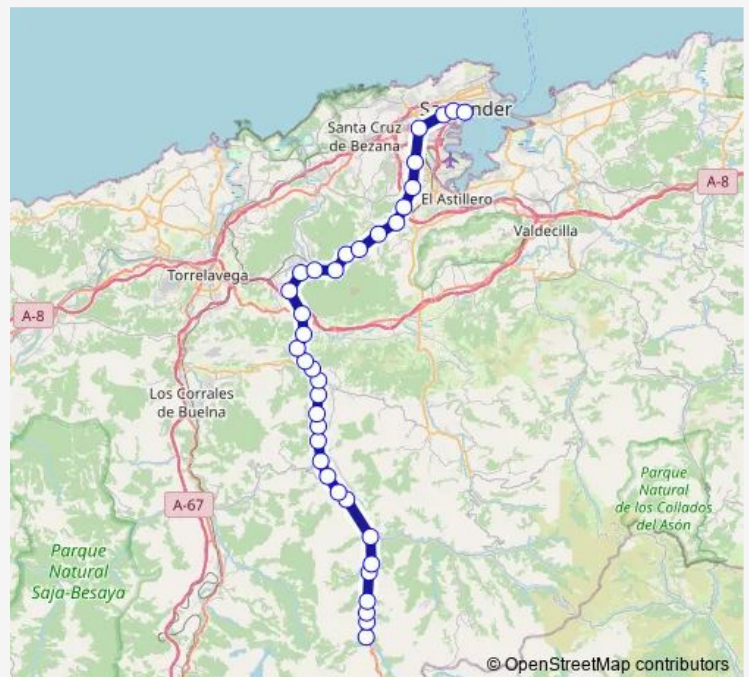 Santander
Santa Cruz
de Bezana
A-8
El Astillero
Valdecilla
Torrelavega
A-8
Los Corrales
de Buelna
Parque
Natural
de los Collados
del Asón
A-67
Parque
Natural
Saja-Besaya
© OpenStreetMap contributors